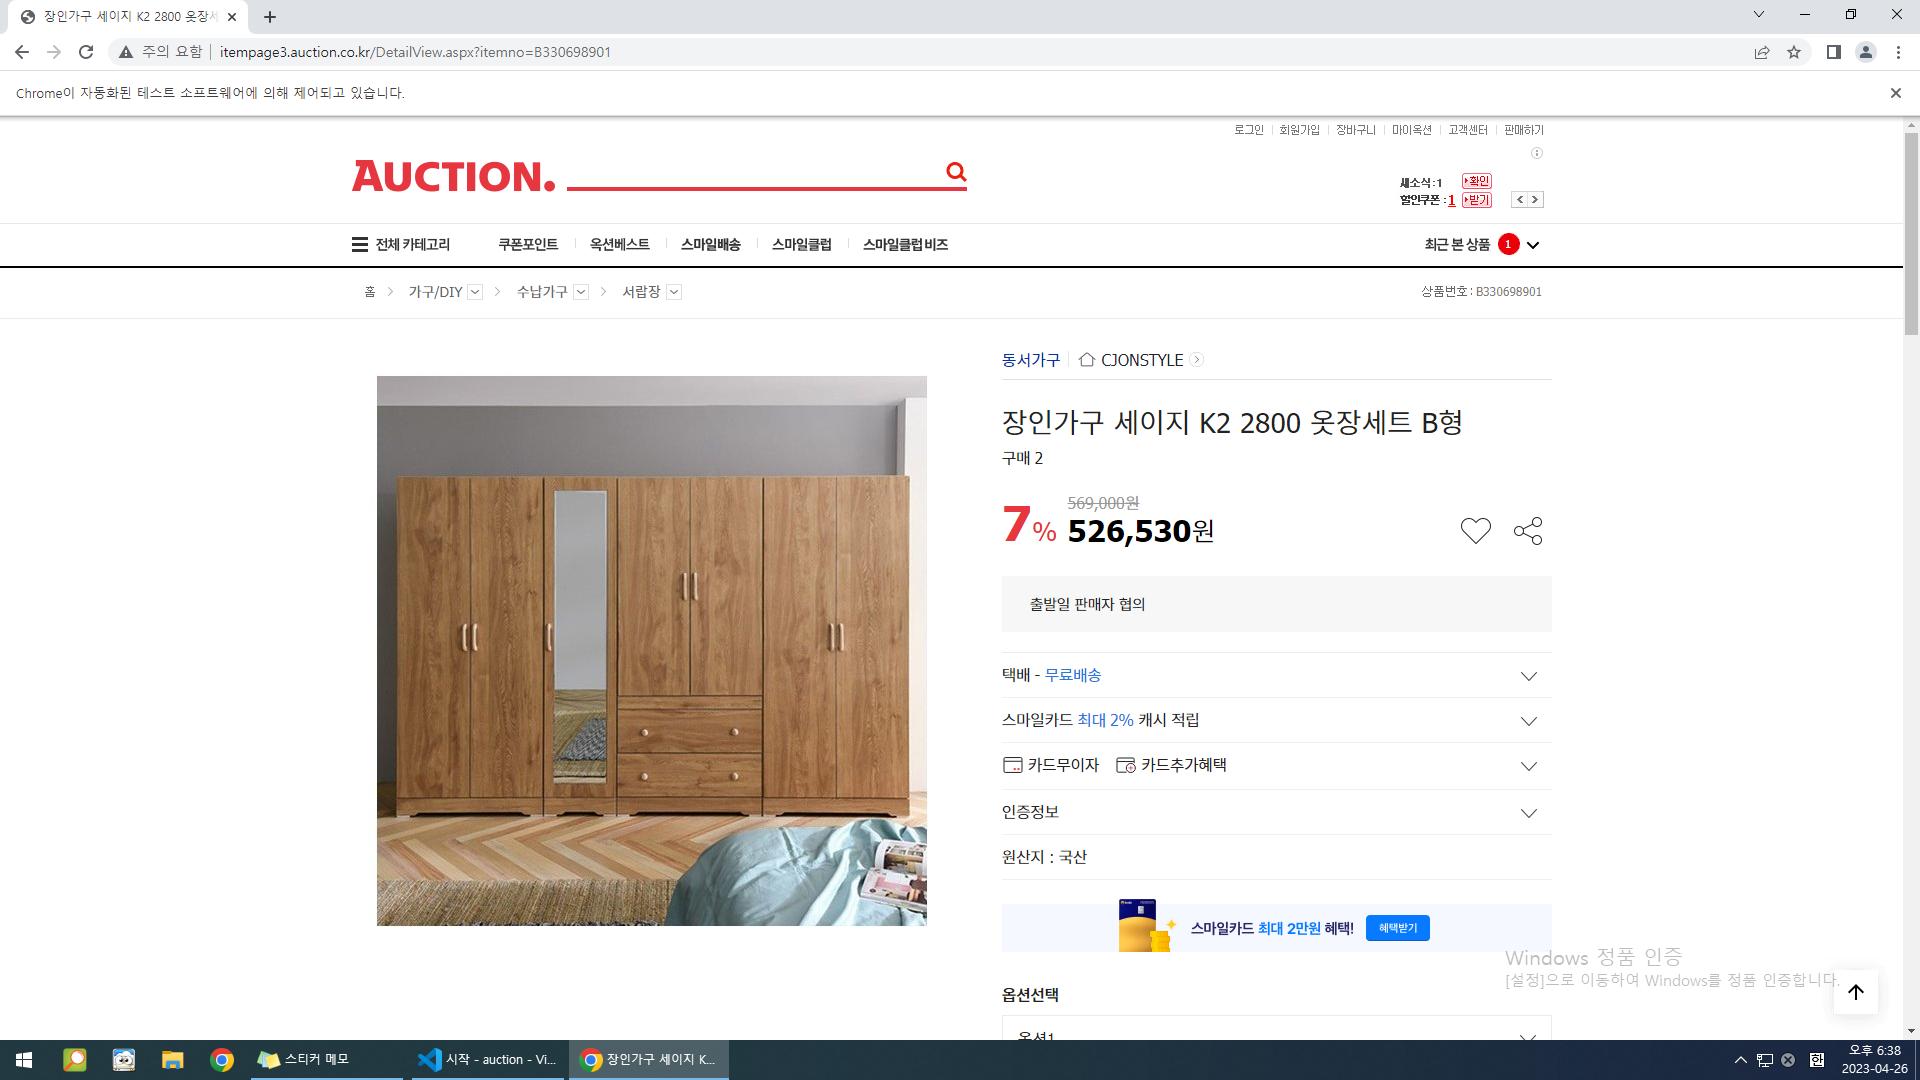 장인가구 세이지 K2 2800 옷장세
주의 요함
itempage3.auction.co.kr/DetailView.aspx?itemno=B330698901
Chrome이 자동화된 테스트 소프트웨어에 의해 제어되고 있습니다.
로그인 회원가입 장바구니 마이옥션 고객센터 판매하기
AUCTION.
새소식 : 1 확인
할인쿠폰 : 1 받기
전체 카테고리 쿠폰포인트 옥션베스트 스마일배송 스마일클럽 스마일클럽 비즈 최근 본 상품 1
홈 가구/DIY 수납가구 서랍장 상품번호 : B330698901
동서가구 CJONSTYLE
장인가구 세이지 K2 2800 옷장세트 B형
구매 2
569,000원
7% 526,530원
출발일 판매자 협의
택배 - 무료배송
스마일카드 최대 2% 캐시 적립
카드무이자 카드추가혜택
인증정보
원산지 : 국산
스마일카드 최대 2만원 혜택! 혜택받기
Windows 정품 인증
[설정]으로 이동하여 Windows를 정품 인증합니다.
옵션선택
옵션1
스티커 메모 시작 - auction - Vi... 장인가구 세이지 K... 한 오후 6:38
2023-04-26